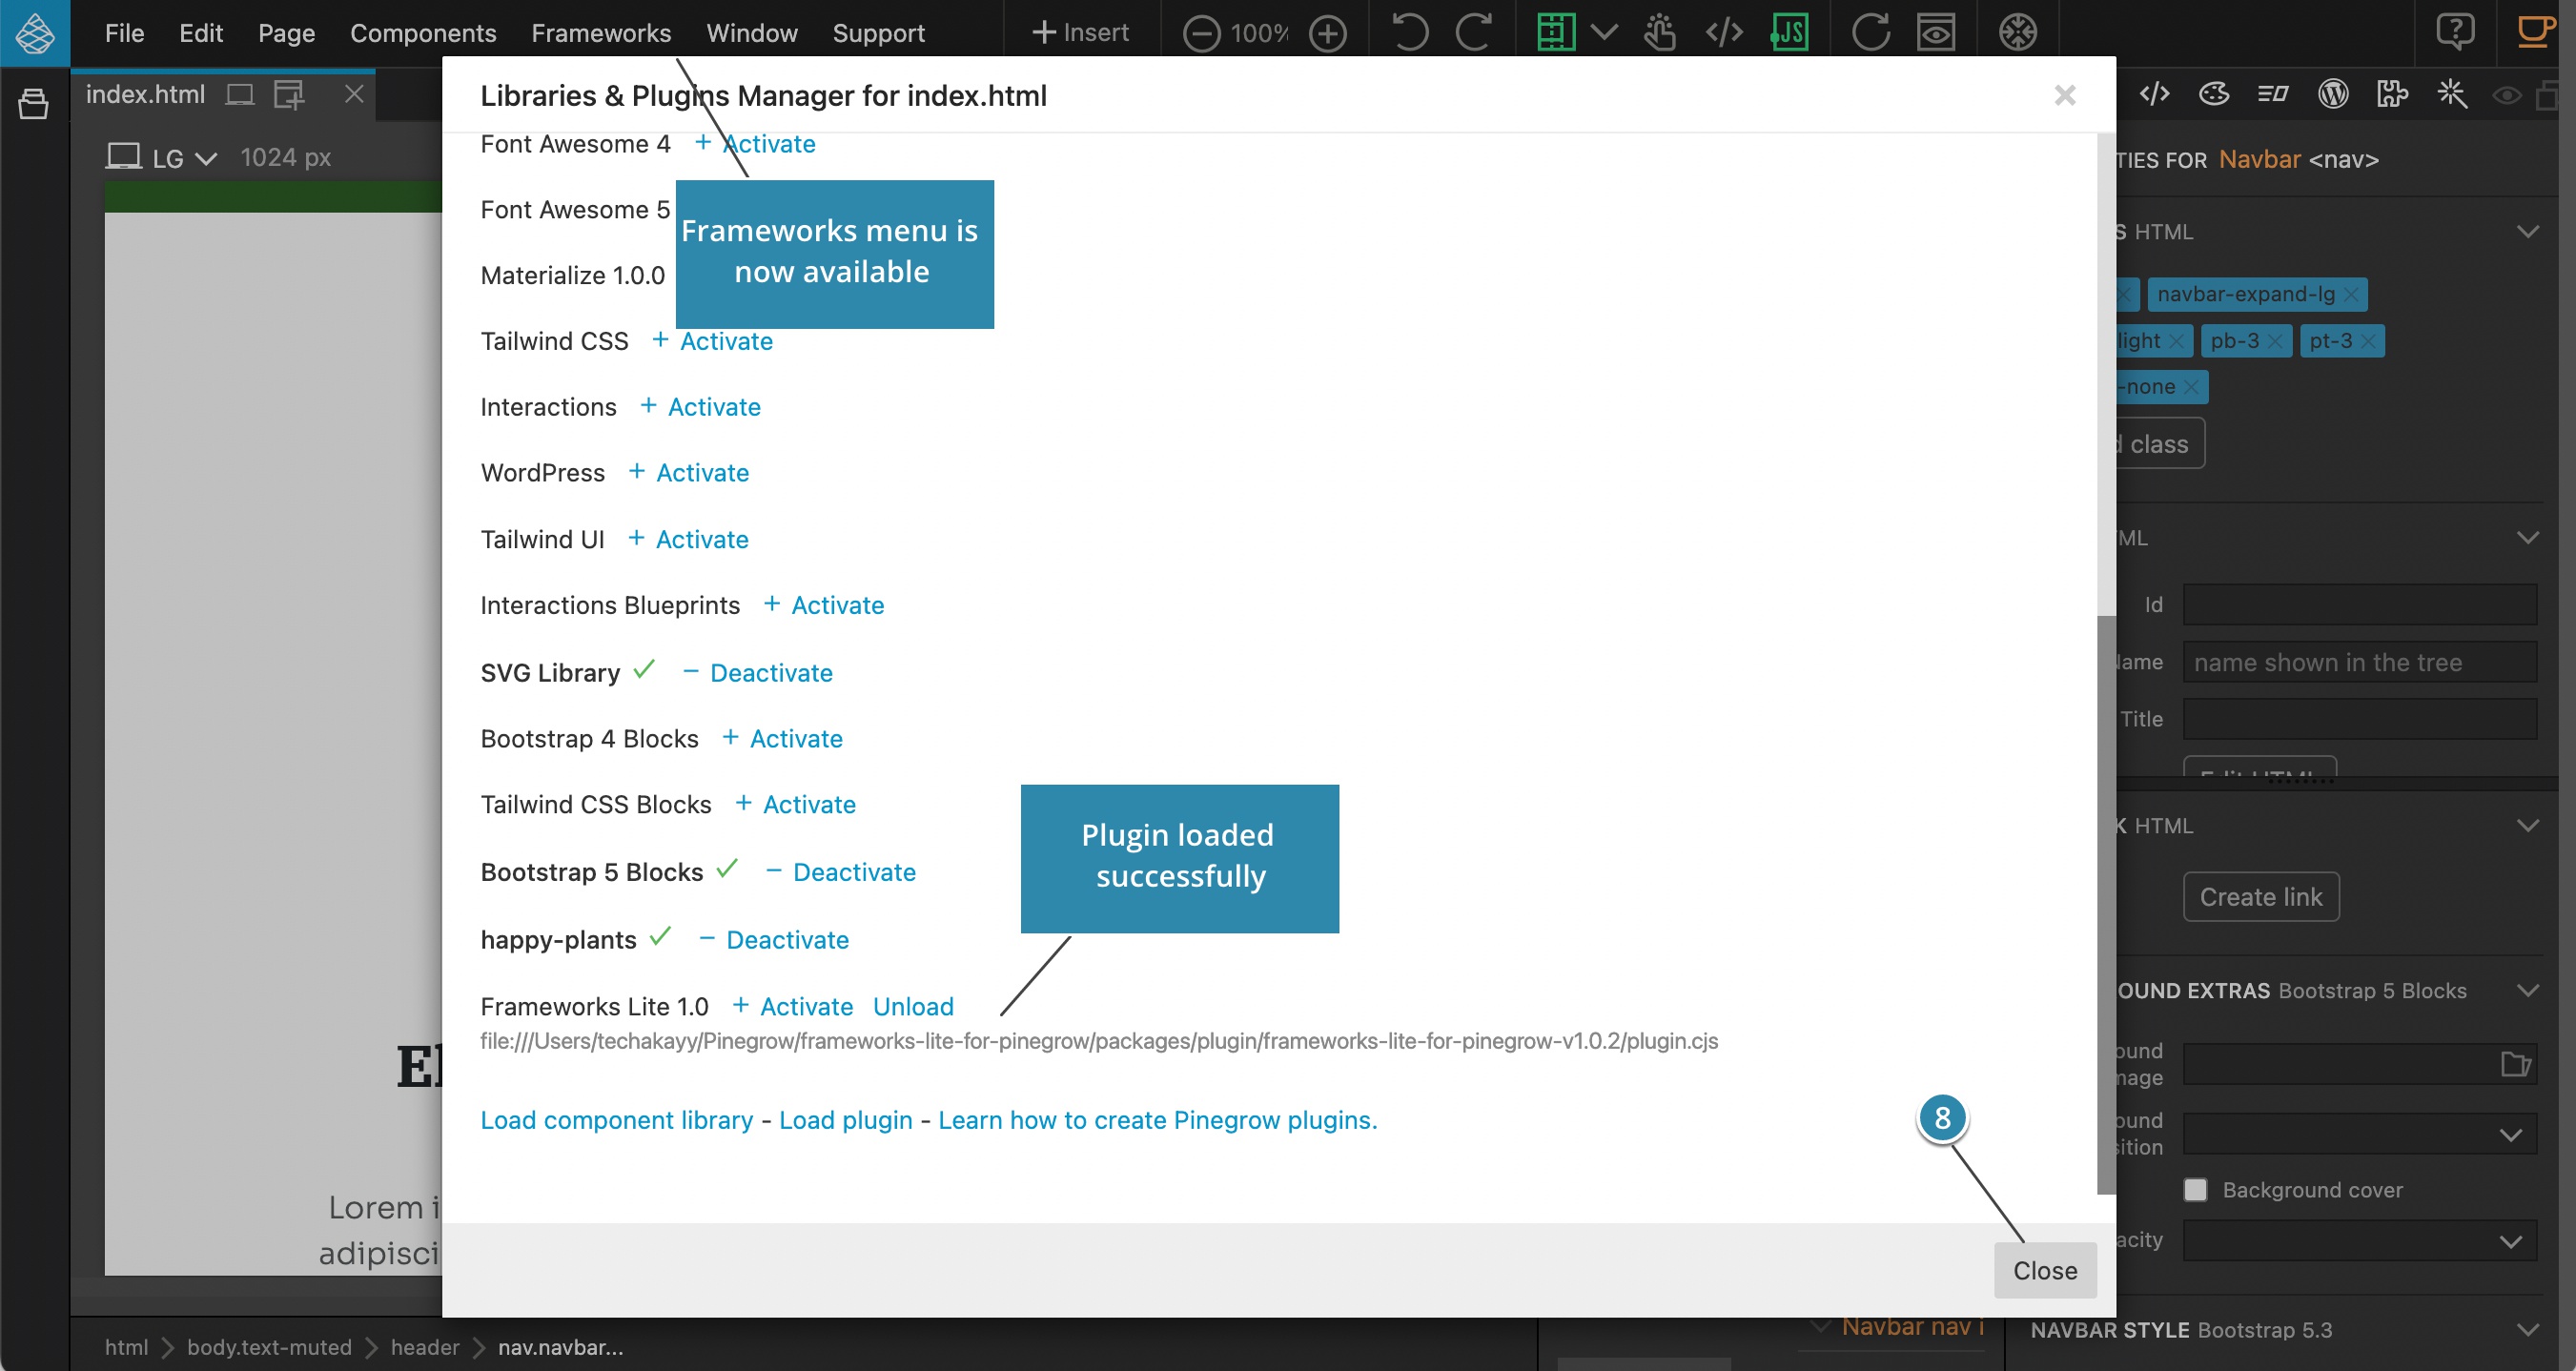 File Edit Page Components Frameworks Window Support + Insert 100% JS
index.html
LG 1024 px
Libraries & Plugins Manager for index.html ×
Font Awesome 4 + Activate
Font Awesome 5
Materialize 1.0.0
Frameworks menu is
now available
Tailwind CSS + Activate
Interactions + Activate
WordPress + Activate
Tailwind UI + Activate
Interactions Blueprints + Activate
SVG Library ✓ − Deactivate
Bootstrap 4 Blocks + Activate
Tailwind CSS Blocks + Activate
Bootstrap 5 Blocks ✓ − Deactivate
happy-plants ✓ − Deactivate
Plugin loaded
successfully
Frameworks Lite 1.0 + Activate Unload
file:///Users/techakayy/Pinegrow/frameworks-lite-for-pinegrow/packages/plugin/frameworks-lite-for-pinegrow-v1.0.2/plugin.cjs
Load component library - Load plugin - Learn how to create Pinegrow plugins.
8
Close
TIES FOR Navbar <nav>
S HTML
navbar-expand-lg
light pb-3 pt-3
-none
d class
ML
Id
lame name shown in the tree
Title
Edit HTML
K HTML
Create link
OUND EXTRAS Bootstrap 5 Blocks
ound
mage
ound
sition
Background cover
acity
NAVBAR STYLE Bootstrap 5.3
Lorem i
adipisci
Navbar nav i
html > body.text-muted > header > nav.navbar...